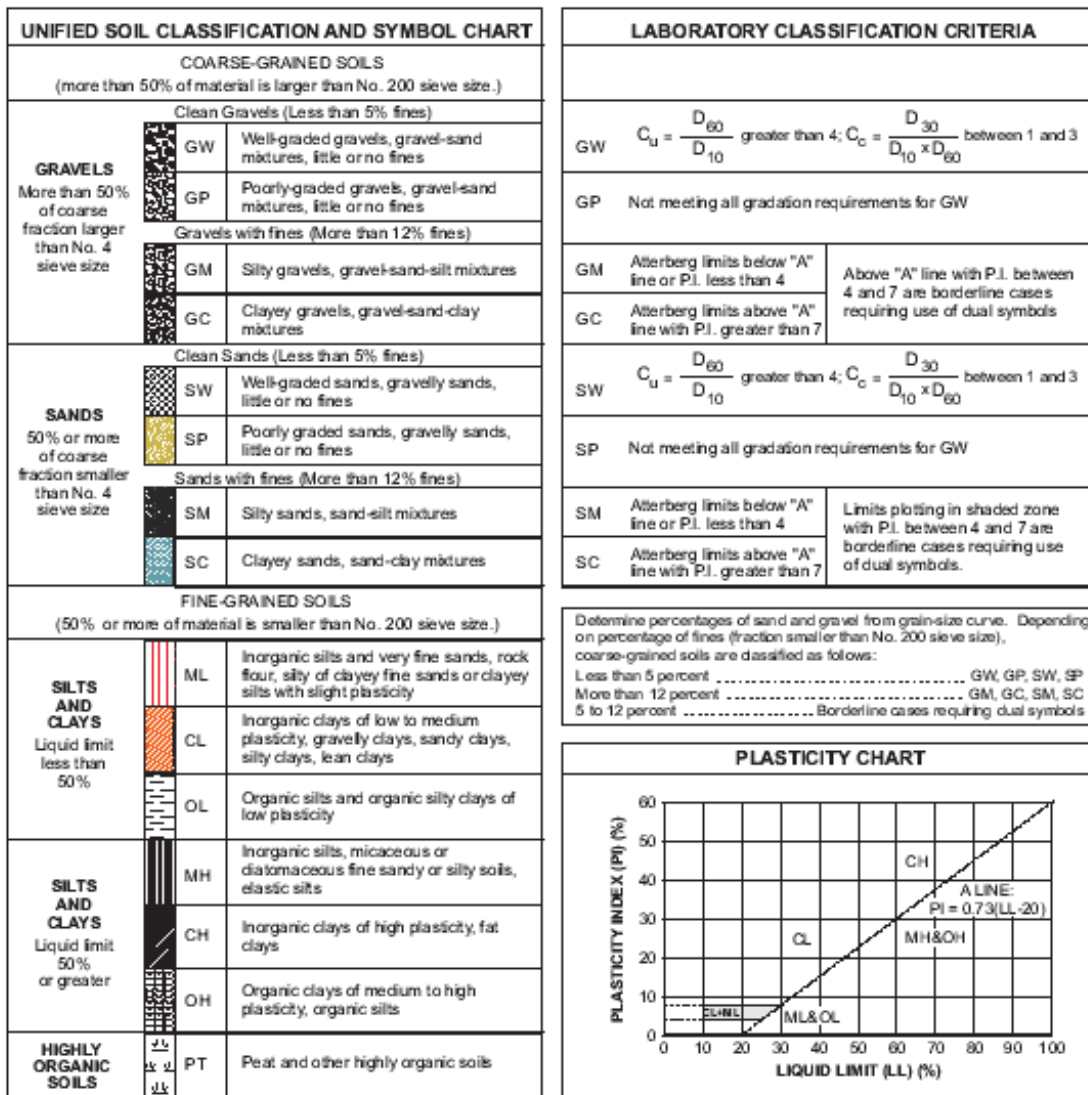 UNIFIED SOIL CLASSIFICATION AND SYMBOL CHART
COARSE-GRAINED SOILS
(more than 50% of material is larger than No. 200 sieve size.)
Clean Gravels (Less than 5% fines)
GRAVELS
More than 50%
of coarse
fraction larger
than No. 4
sieve size
GW
Well-graded gravels, gravel-sand
mixtures, little or no fines
GP
Poorly-graded gravels, gravel-sand
mixtures, little or no fines
Gravels with fines (More than 12% fines)
GM
Silty gravels, gravel-sand-silt mixtures
GC
Clayey gravels, gravel-sand-clay
mixtures
Clean Sands (Less than 5% fines)
SANDS
50% or more
of coarse
fraction smaller
than No. 4
sieve size
SW
Well-graded sands, gravelly sands,
little or no fines
SP
Poorly graded sands, gravelly sands,
little or no fines
Sands with fines (More than 12% fines)
SM
Silty sands, sand-silt mixtures
SC
Clayey sands, sand-clay mixtures
FINE-GRAINED SOILS
(50% or more of material is smaller than No. 200 sieve size.)
SILTS
AND
CLAYS
Liquid limit
less than
50%
ML
Inorganic silts and very fine sands, rock
flour, silty of clayey fine sands or clayey
silts with slight plasticity
CL
Inorganic clays of low to medium
plasticity, gravelly clays, sandy clays,
silty clays, lean clays
OL
Organic silts and organic silty clays of
low plasticity
SILTS
AND
CLAYS
Liquid limit
50%
or greater
MH
Inorganic silts, micaceous or
diatomaceous fine sandy or silty soils,
elastic silts
CH
Inorganic clays of high plasticity, fat
clays
OH
Organic clays of medium to high
plasticity, organic silts
HIGHLY
ORGANIC
SOILS
PT
Peat and other highly organic soils
LABORATORY CLASSIFICATION CRITERIA
GW
Cu = D60 / D10 greater than 4; Cc = D30 / D10 x D60 between 1 and 3
GP
Not meeting all gradation requirements for GW
GM
Atterberg limits below "A"
line or P.I. less than 4
GC
Atterberg limits above "A"
line with P.I. greater than 7
Above "A" line with P.I. between
4 and 7 are borderline cases
requiring use of dual symbols
SW
Cu = D60 / D10 greater than 4; Cc = D30 / D10 x D60 between 1 and 3
SP
Not meeting all gradation requirements for GW
SM
Atterberg limits below "A"
line or P.I. less than 4
SC
Atterberg limits above "A"
line with P.I. greater than 7
Limits plotting in shaded zone
with P.I. between 4 and 7 are
borderline cases requiring use
of dual symbols.
Determine percentages of sand and gravel from grain-size curve. Depending
on percentage of fines (fraction smaller than No. 200 sieve size),
coarse-grained soils are classified as follows:
Less than 5 percent ........................................ GW, GP, SW, SP
More than 12 percent ........................................ GM, GC, SM, SC
5 to 12 percent .................... Borderline cases requiring dual symbols
PLASTICITY CHART
PLASTICITY INDEX (PI) (%)
60
50
40
30
20
10
0
CH
A LINE:
PI = 0.73(LL-20)
CL
MH&OH
CL+ML
ML&OL
0 10 20 30 40 50 60 70 80 90 100
LIQUID LIMIT (LL) (%)